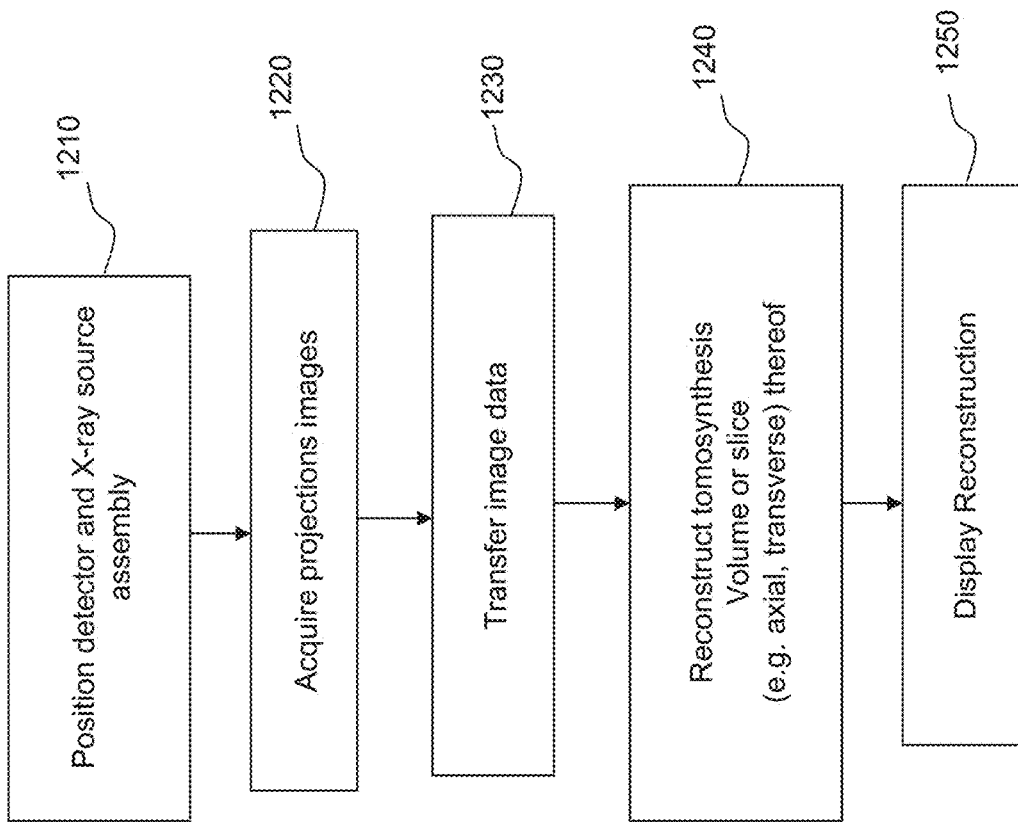 Position detector and X-ray source
assembly
1210
Acquire projections images
1220
Transfer image data
1230
Reconstruct tomosynthesis
Volume or slice
(e.g. axial, transverse) thereof
1240
Display Reconstruction
1250